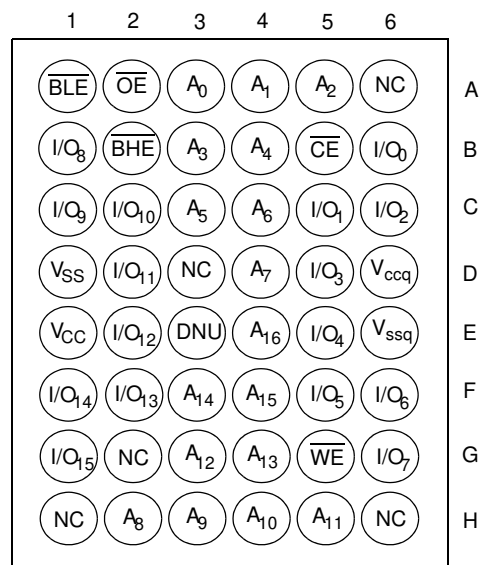 1 2 3 4 5 6
BLE OE A0 A1 A2 NC A
I/O8 BHE A3 A4 CE I/O0 B
I/O9 I/O10 A5 A6 I/O1 I/O2 C
VSS I/O11 NC A7 I/O3 Vccq D
VCC I/O12 DNU A16 I/O4 Vssq E
I/O14 I/O13 A14 A15 I/O5 I/O6 F
I/O15 NC A12 A13 WE I/O7 G
NC A8 A9 A10 A11 NC H